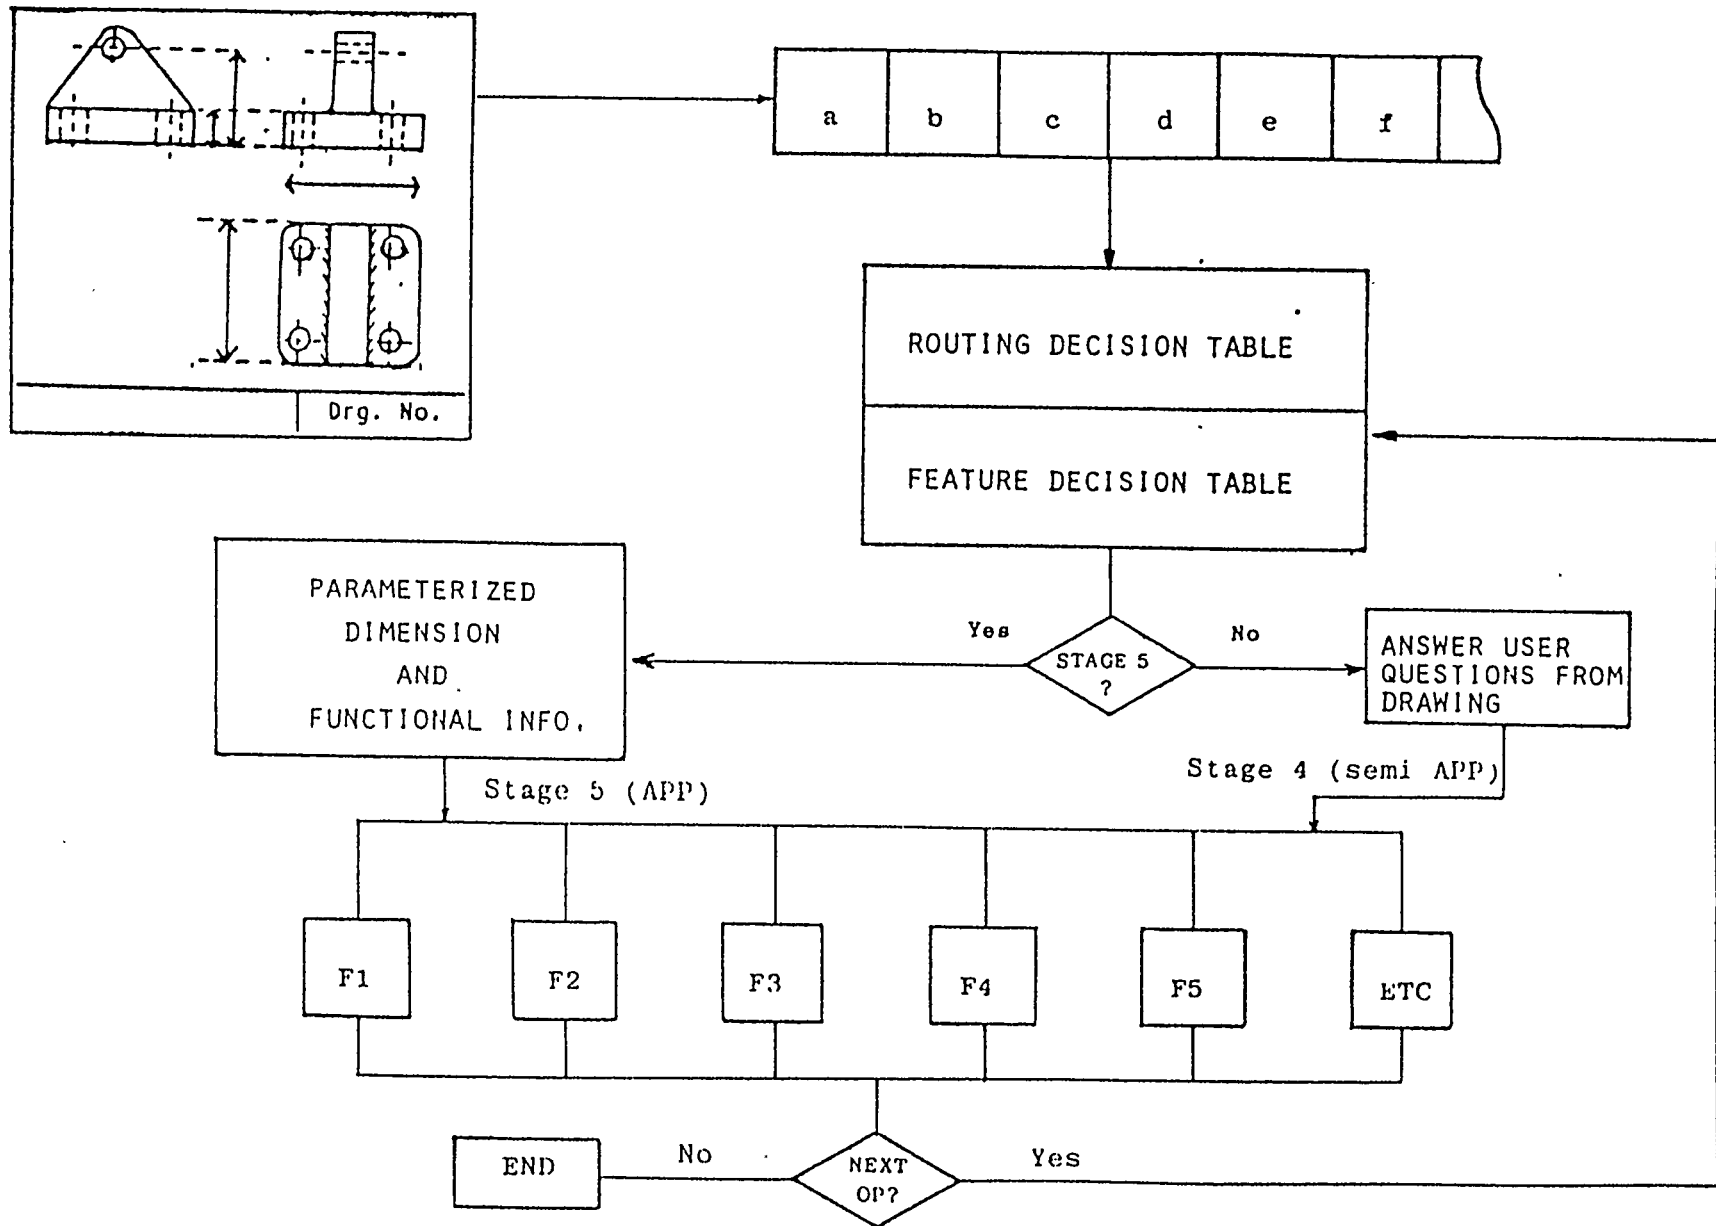 a b c d e f
Drg. No.
ROUTING DECISION TABLE
FEATURE DECISION TABLE
PARAMETERIZED
DIMENSION
AND
FUNCTIONAL INFO.
Yes
STAGE 5
?
No
ANSWER USER
QUESTIONS FROM
DRAWING
Stage 5 (APP)
Stage 4 (semi APP)
F1 F2 F3 F4 F5 ETC
END
No
NEXT
OP?
Yes